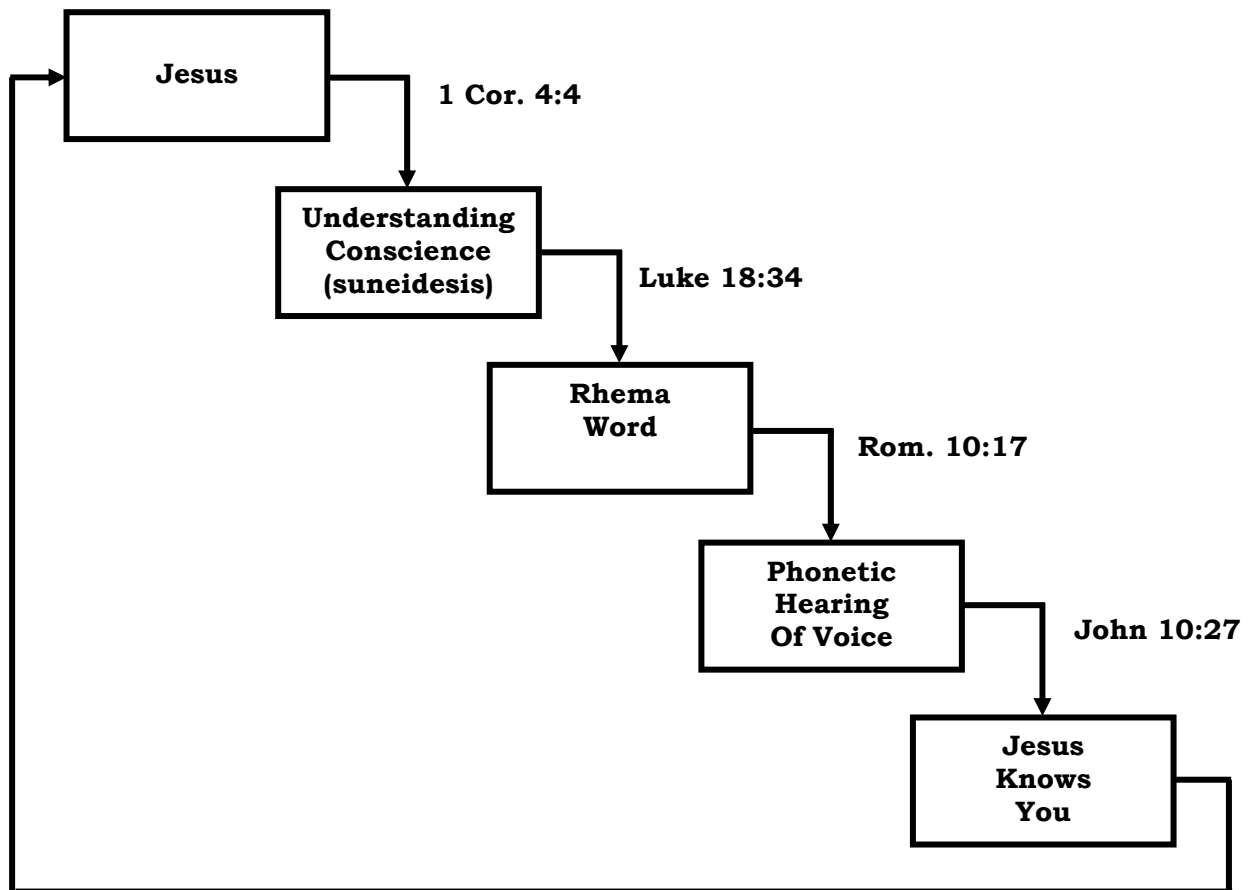 Jesus
1 Cor. 4:4
Understanding
Conscience
(suneidesis)
Luke 18:34
Rhema
Word
Rom. 10:17
Phonetic
Hearing
Of Voice
John 10:27
Jesus
Knows
You